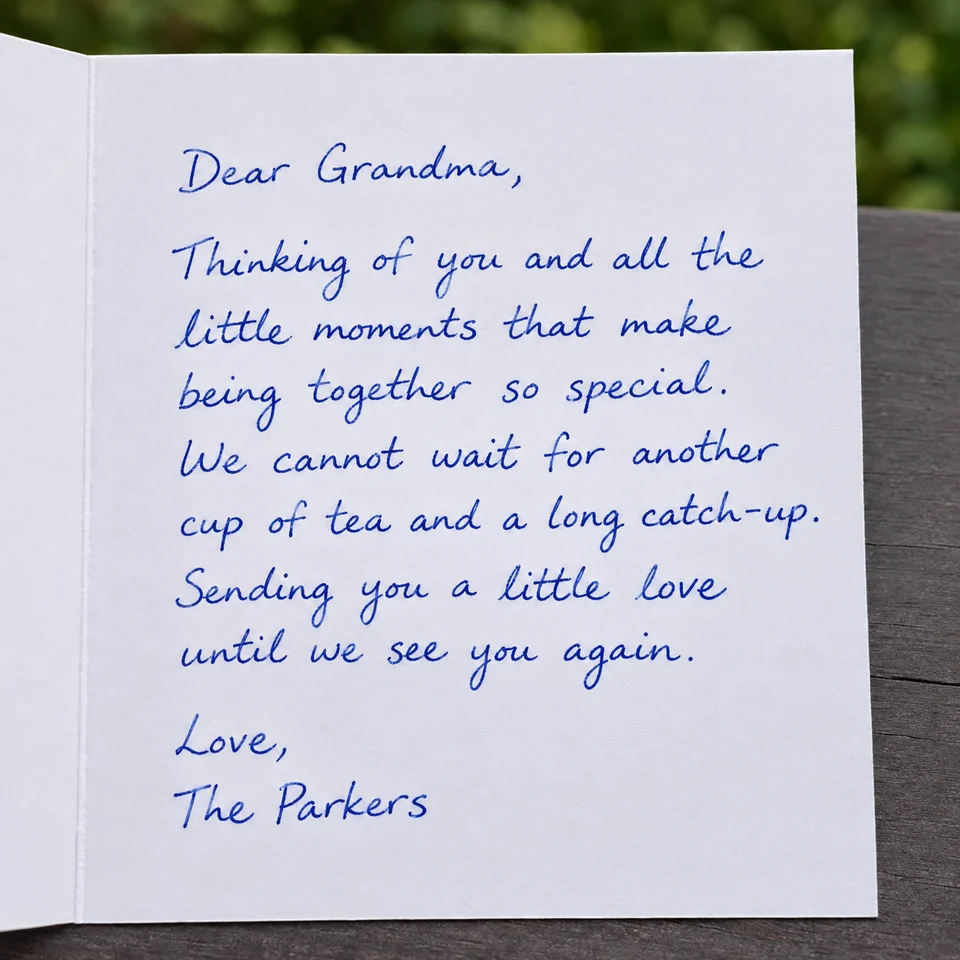 Dear Grandma,
Thinking of you and all the
little moments that make
being together so special.
We cannot wait for another
cup of tea and a long catch-up.
Sending you a little love
until we see you again.
Love,
The Parkers